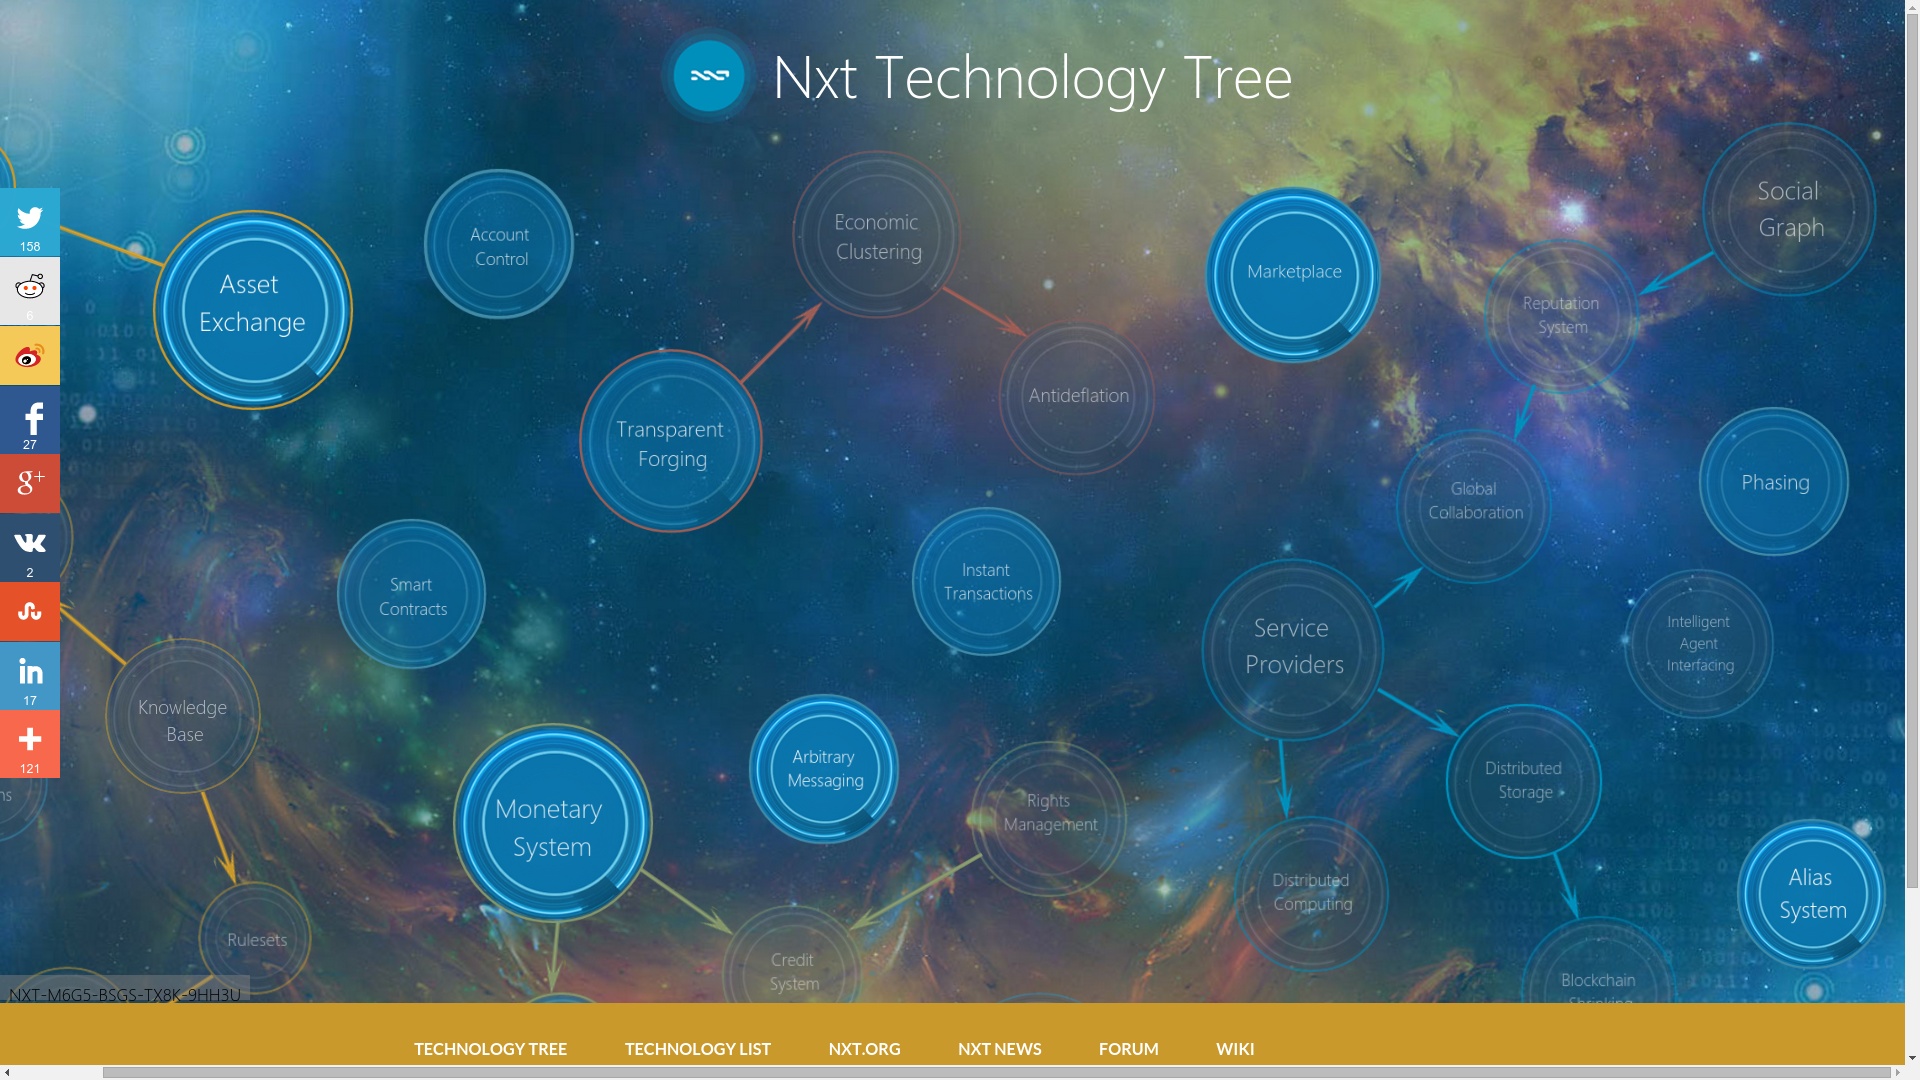 Nxt Technology Tree
Asset
Exchange
Account
Control
Economic
Clustering
Marketplace
Social
Graph
Reputation
System
Transparent
Forging
Antideflation
Global
Collaboration
Phasing
Smart
Contracts
Instant
Transactions
Service
Providers
Intelligent
Agent
Interfacing
Knowledge
Base
Monetary
System
Arbitrary
Messaging
Rights
Management
Distributed
Storage
Distributed
Computing
Alias
System
Rulesets
Credit
System
Blockchain
Shrinking
158
6
27
g+
2
in
17
121
ns
NXT-M6G5-BSGS-TX8K-9HH3U
TECHNOLOGY TREE
TECHNOLOGY LIST
NXT.ORG
NXT NEWS
FORUM
WIKI